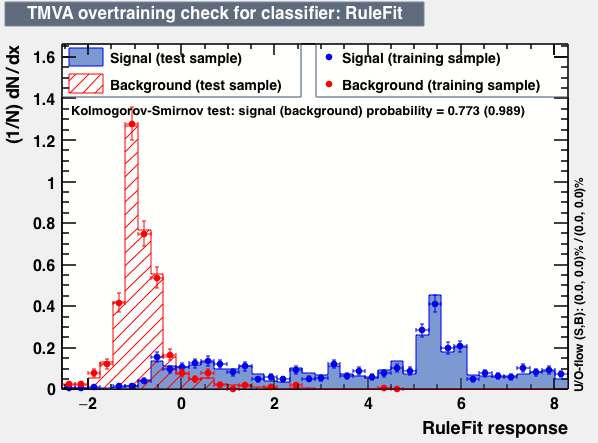 TMVA overtraining check for classifier: RuleFit
(1/N) dN / dx
Signal (test sample)
Background (test sample)
Signal (training sample)
Background (training sample)
Kolmogorov-Smirnov test: signal (background) probability = 0.773 (0.989)
1.6
1.4
1.2
1
0.8
0.6
0.4
0.2
0
−2 0 2 4 6 8
RuleFit response
U/O-flow (S,B): (0.0, 0.0)% / (0.0, 0.0)%